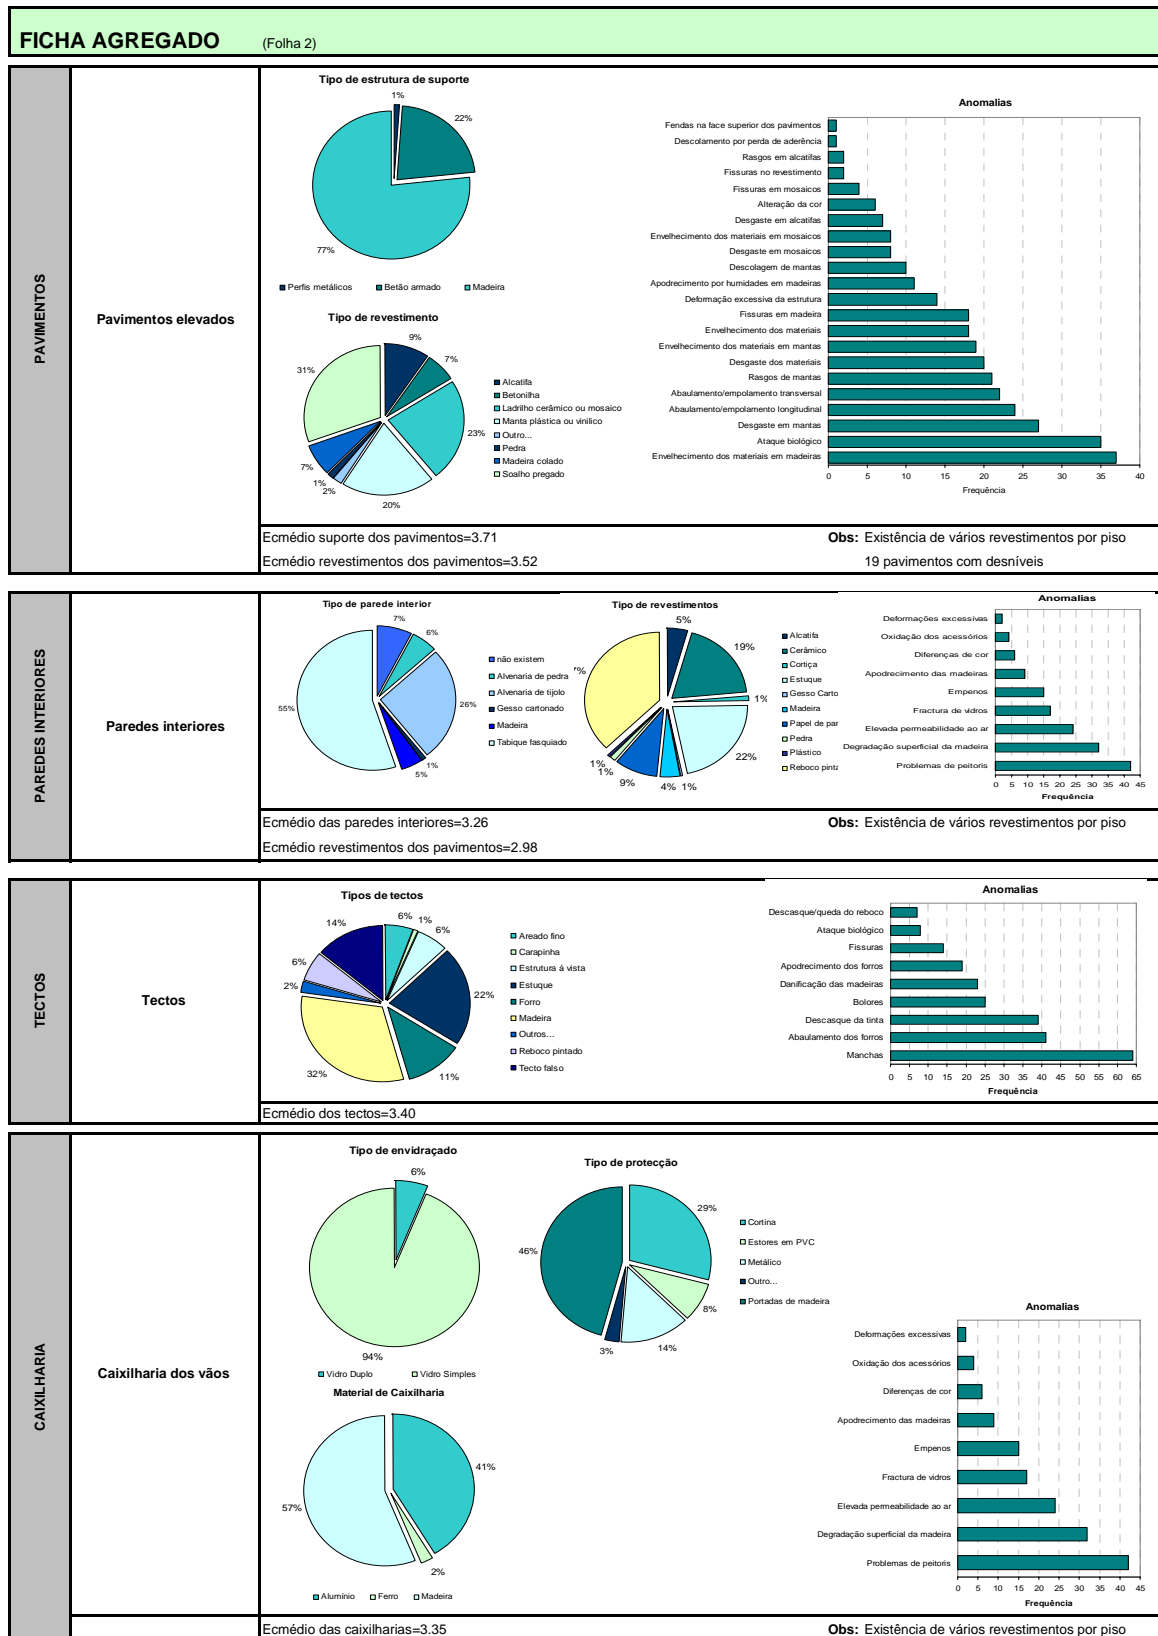 FICHA AGREGADO (Folha 2)
PAVIMENTOS
Pavimentos elevados
Tipo de estrutura de suporte
1%
22%
77%
Perfis metálicos Betão armado Madeira
Tipo de revestimento
9%
7%
31%
23%
7%
1%
2%
20%
Alcatifa
Betonilha
Ladrilho cerâmico ou mosaico
Manta plástica ou vinílico
Outro...
Pedra
Madeira colado
Soalho pregado
Anomalias
Fendas na face superior dos pavimentos
Descolamento por perda de aderência
Rasgos em alcatifas
Fissuras no revestimento
Fissuras em mosaicos
Alteração da cor
Desgaste em alcatifas
Envelhecimento dos materiais em mosaicos
Desgaste em mosaicos
Descolagem de mantas
Apodrecimento por humidades em madeiras
Deformação excessiva da estrutura
Fissuras em madeira
Envelhecimento dos materiais
Envelhecimento dos materiais em mantas
Desgaste dos materiais
Rasgos de mantas
Abaulamento/empolamento transversal
Abaulamento/empolamento longitudinal
Desgaste em mantas
Ataque biológico
Envelhecimento dos materiais em madeiras
0 5 10 15 20 25 30 35 40
Frequência
Ecmédio suporte dos pavimentos=3.71
Obs: Existência de vários revestimentos por piso
Ecmédio revestimentos dos pavimentos=3.52
19 pavimentos com desníveis
PAREDES INTERIORES
Paredes interiores
Tipo de parede interior
7%
6%
55%
26%
1%
5%
não existem
Alvenaria de pedra
Alvenaria de tijolo
Gesso cartonado
Madeira
Tabique fasquiado
Tipo de revestimentos
5%
19%
7%
1%
22%
1%
1%
9%
4%
1%
Alcatifa
Cerâmico
Cortiça
Estuque
Gesso Carto
Madeira
Papel de par
Pedra
Plástico
Reboco pinta
Anomalias
Deformações excessivas
Oxidação dos acessórios
Diferenças de cor
Apodrecimento das madeiras
Empenos
Fractura de vidros
Elevada permeabilidade ao ar
Degradação superficial da madeira
Problemas de peitoris
0 5 10 15 20 25 30 35 40 45
Frequência
Ecmédio das paredes interiores=3.26
Obs: Existência de vários revestimentos por piso
Ecmédio revestimentos dos pavimentos=2.98
TECTOS
Tectos
Tipos de tectos
14%
6%
1%
6%
6%
22%
2%
32%
11%
Areado fino
Carapinha
Estrutura á vista
Estuque
Forro
Madeira
Outros...
Reboco pintado
Tecto falso
Anomalias
Descasque/queda do reboco
Ataque biológico
Fissuras
Apodrecimento dos forros
Danificação das madeiras
Bolores
Descasque da tinta
Abaulamento dos forros
Manchas
0 5 10 15 20 25 30 35 40 45 50 55 60 65
Frequência
Ecmédio dos tectos=3.40
CAIXILHARIA
Caixilharia dos vãos
Tipo de envidraçado
6%
94%
Vidro Duplo Vidro Simples
Tipo de protecção
29%
46%
8%
3%
14%
Cortina
Estores em PVC
Metálico
Outro...
Portadas de madeira
Material de Caixilharia
41%
57%
2%
Alumínio Ferro Madeira
Anomalias
Deformações excessivas
Oxidação dos acessórios
Diferenças de cor
Apodrecimento das madeiras
Empenos
Fractura de vidros
Elevada permeabilidade ao ar
Degradação superficial da madeira
Problemas de peitoris
0 5 10 15 20 25 30 35 40 45
Frequência
Ecmédio das caixilharias=3.35
Obs: Existência de vários revestimentos por piso